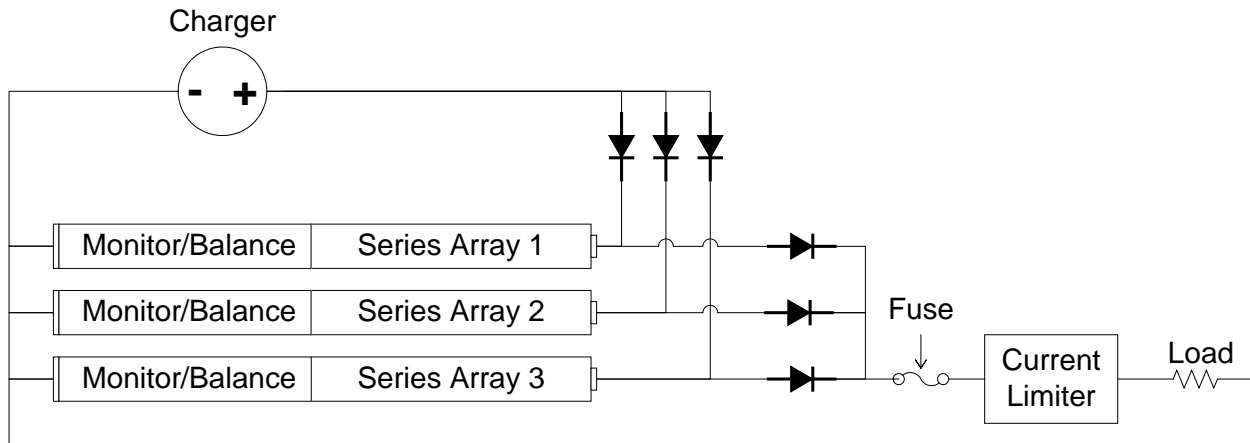 Charger
- +
Monitor/Balance Series Array 1
Monitor/Balance Series Array 2
Fuse
Monitor/Balance Series Array 3
Current
Limiter
Load